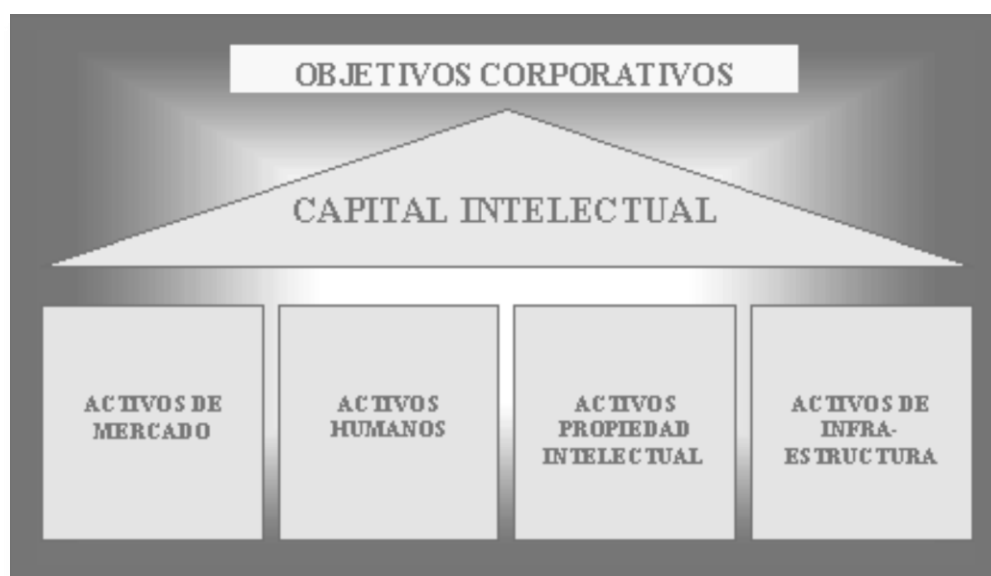 OBJETIVOS CORPORATIVOS
CAPITAL INTELECTUAL
ACTIVOS DE
MERCADO
ACTIVOS
HUMANOS
ACTIVOS
PROPIEDAD
INTELECTUAL
ACTIVOS DE
INFRA-
ESTRUCTURA